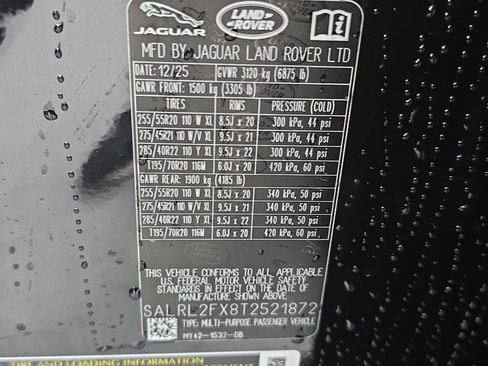 JAGUAR
LAND ROVER
MFD BY JAGUAR LAND ROVER LTD
DATE: 12/25 GVWR 3120 kg (6875 lb)
GAWR FRONT: 1500 kg (3305 lb)
TIRES RIMS PRESSURE (COLD)
255/55R20 110 W XL 8.5J x 20 300 kPa, 44 psi
275/45R21 110 W XL 9.5J x 21 300 kPa, 44 psi
285/40R22 110 Y XL 9.5J x 22 300 kPa, 44 psi
T195/70R20 116M 6.0J x 20 420 kPa, 60 psi
GAWR REAR: 1900 kg (4185 lb)
255/55R20 110 W XL 8.5J x 20 340 kPa, 50 psi
275/45R21 110 W XL 9.5J x 21 340 kPa, 50 psi
285/40R22 110 Y XL 9.5J x 22 340 kPa, 50 psi
T195/70R20 116M 6.0J x 20 420 kPa, 60 psi
THIS VEHICLE CONFORMS TO ALL APPLICABLE
FEDERAL MOTOR VEHICLE SAFETY STANDARDS
IN EFFECT ON THE DATE OF
MANUFACTURE SHOWN ABOVE
SALRL2FX8T2521872
TYPE: MULTI-PURPOSE PASSENGER VEHICLE
MY42-1532-DB
TIRE AND LOADING INFORMATION